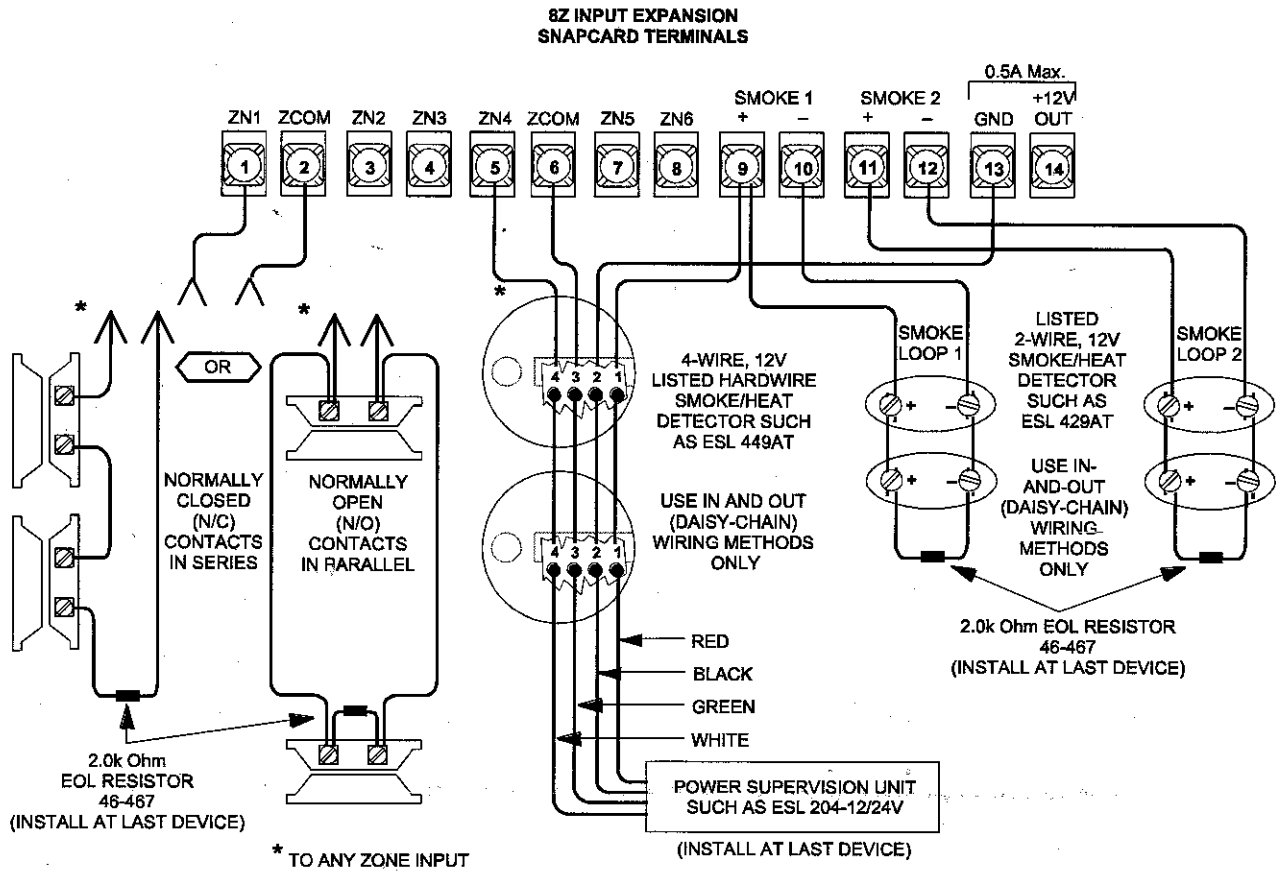 8Z INPUT EXPANSION
SNAPCARD TERMINALS
0.5A Max.
ZN1 ZCOM ZN2 ZN3 ZN4 ZCOM ZN5 ZN6 SMOKE 1 + – SMOKE 2 + – GND +12V OUT
1 2 3 4 5 6 7 8 9 10 11 12 13 14
*
*
*
OR
NORMALLY
CLOSED
(N/C)
CONTACTS
IN SERIES
NORMALLY
OPEN
(N/O)
CONTACTS
IN PARALLEL
2.0k Ohm
EOL RESISTOR
46-467
(INSTALL AT LAST DEVICE)
* TO ANY ZONE INPUT
4 3 2 1
4-WIRE, 12V
LISTED HARDWIRE
SMOKE/HEAT
DETECTOR SUCH
AS ESL 449AT
4 3 2 1
USE IN AND OUT
(DAISY-CHAIN)
WIRING METHODS
ONLY
RED
BLACK
GREEN
WHITE
POWER SUPERVISION UNIT
SUCH AS ESL 204-12/24V
(INSTALL AT LAST DEVICE)
SMOKE
LOOP 1
+ –
+ –
LISTED
2-WIRE, 12V
SMOKE/HEAT
DETECTOR
SUCH AS
ESL 429AT
USE IN-
AND-OUT
(DAISY-CHAIN)
WIRING
METHODS
ONLY
SMOKE
LOOP 2
+ –
+ –
2.0k Ohm EOL RESISTOR
46-467
(INSTALL AT LAST DEVICE)